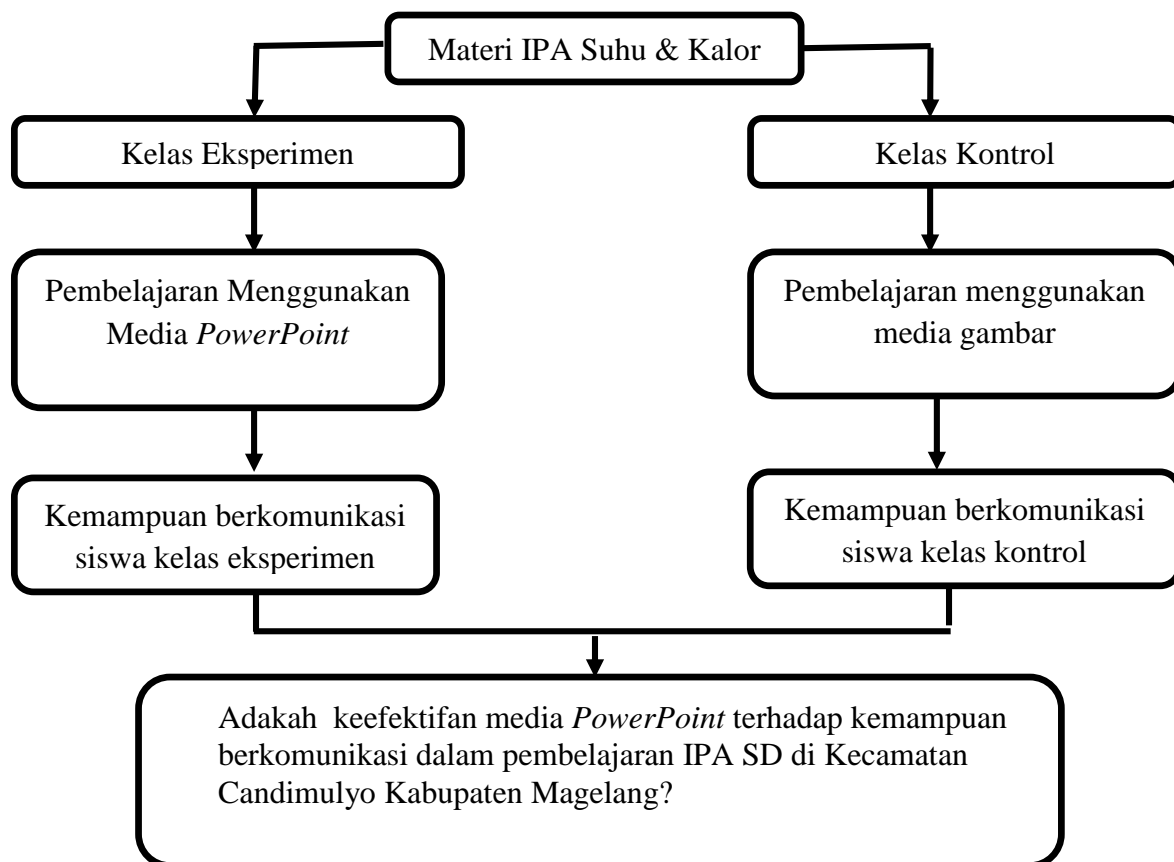 Materi IPA Suhu & Kalor
Kelas Eksperimen
Kelas Kontrol
Pembelajaran Menggunakan
Media PowerPoint
Pembelajaran menggunakan
media gambar
Kemampuan berkomunikasi
siswa kelas eksperimen
Kemampuan berkomunikasi
siswa kelas kontrol
Adakah keefektifan media PowerPoint terhadap kemampuan
berkomunikasi dalam pembelajaran IPA SD di Kecamatan
Candimulyo Kabupaten Magelang?